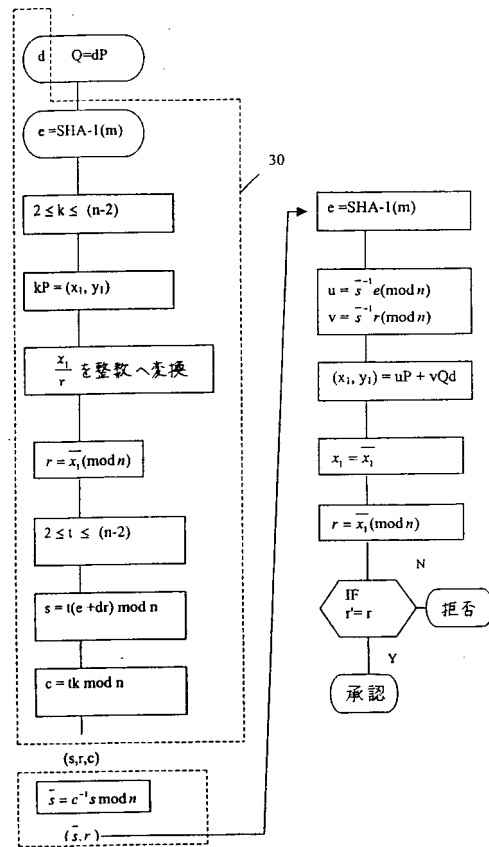 d Q=dP
e =SHA-1(m)
30
2 ≤ k ≤ (n-2)
kP = (x₁, y₁)
x₁/r を整数へ変換
r = x̄₁(mod n)
2 ≤ t ≤ (n-2)
s = t(e +dr) mod n
c = tk mod n
(s,r,c)
s̄ = c⁻¹s mod n
(s̄,r)
e =SHA-1(m)
u = s̄⁻¹e(mod n)
v = s̄⁻¹r(mod n)
(x₁, y₁) = uP + vQd
x₁ = x̄₁
r = x̄₁(mod n)
N
IF
r'= r
拒否
Y
承認